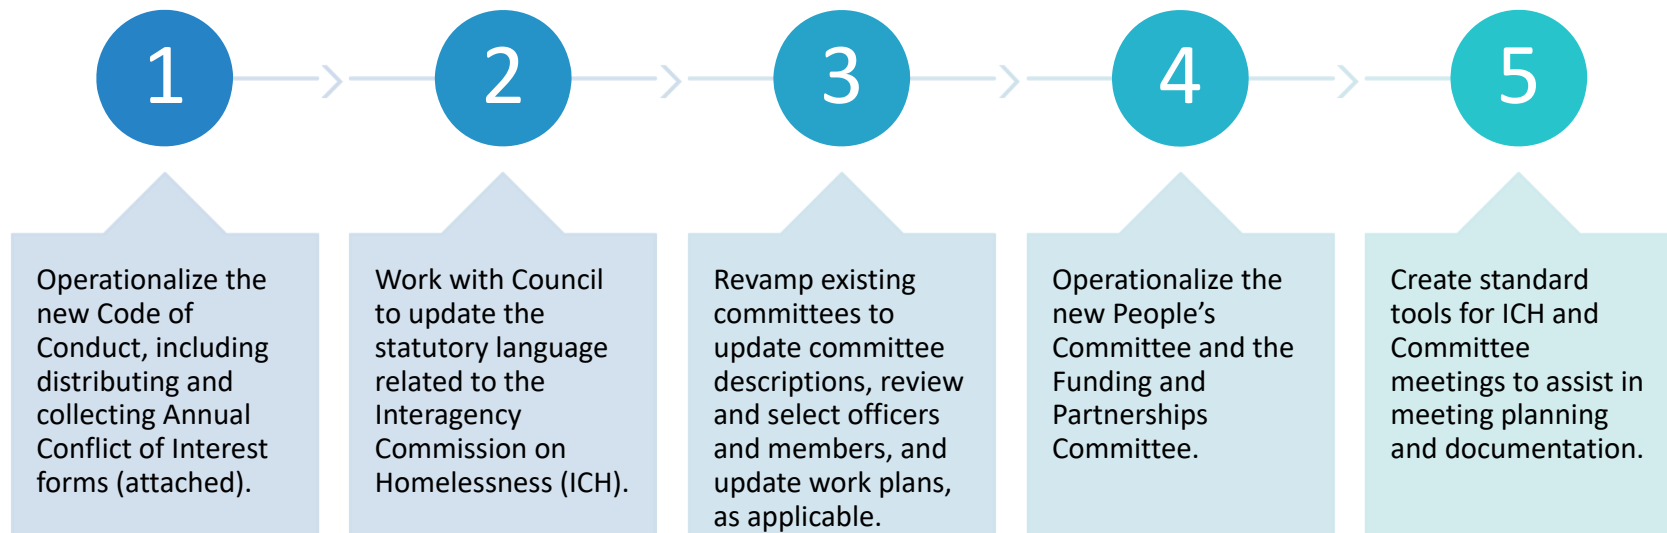 1
2
3
4
5
Operationalize the
new Code of
Conduct, including
distributing and
collecting Annual
Conflict of Interest
forms (attached).
Work with Council
to update the
statutory language
related to the
Interagency
Commission on
Homelessness (ICH).
Revamp existing
committees to
update committee
descriptions, review
and select officers
and members, and
update work plans,
as applicable.
Operationalize the
new People’s
Committee and the
Funding and
Partnerships
Committee.
Create standard
tools for ICH and
Committee
meetings to assist in
meeting planning
and documentation.